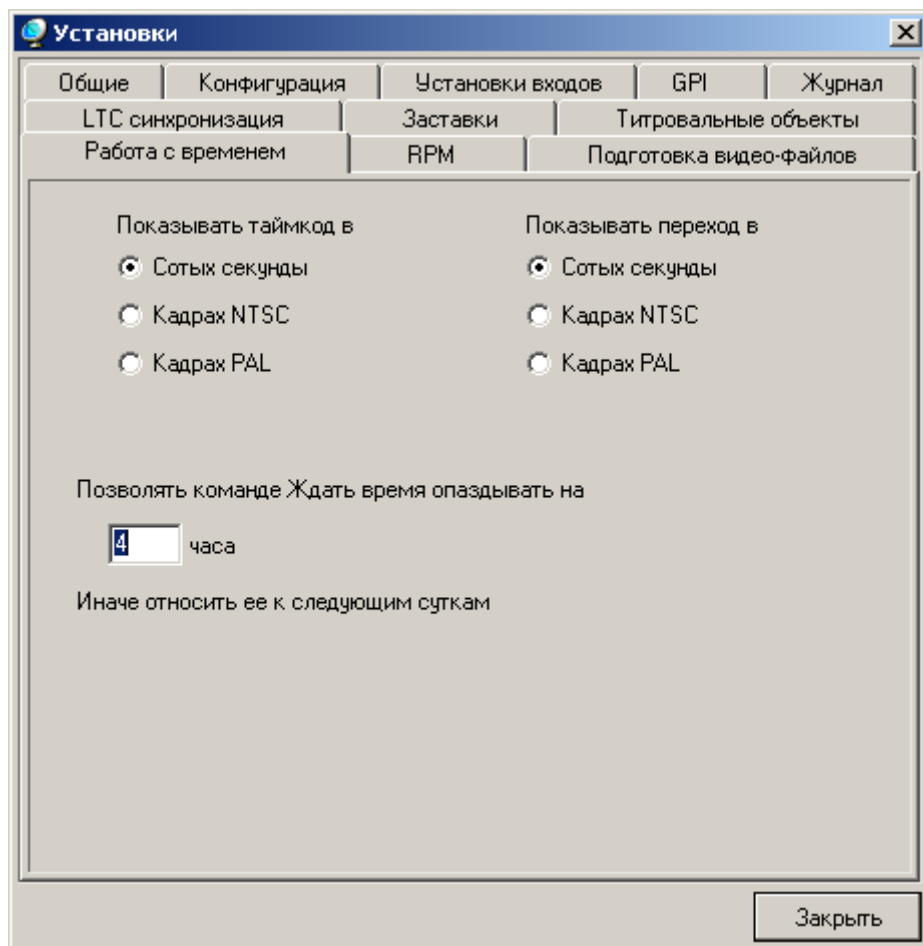 Установки
Общие Конфигурация Установки входов GPI Журнал
LTC синхронизация Заставки Титровальные объекты
Работа с временем RPM Подготовка видео-файлов
Показывать таймкод в Показывать переход в
Сотых секунды Сотых секунды
Кадрах NTSC Кадрах NTSC
Кадрах PAL Кадрах PAL
Позволять команде Ждать время опаздывать на
4 часа
Иначе относить ее к следующим суткам
Закрыть